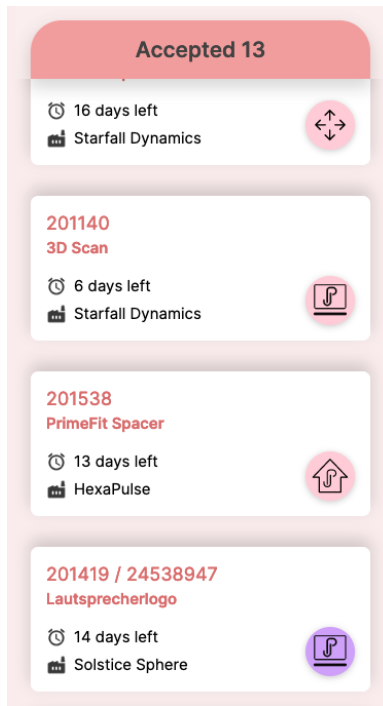 Accepted 13
16 days left
Starfall Dynamics
201140
3D Scan
6 days left
Starfall Dynamics
201538
PrimeFit Spacer
13 days left
HexaPulse
201419 / 24538947
Lautsprecherlogo
14 days left
Solstice Sphere